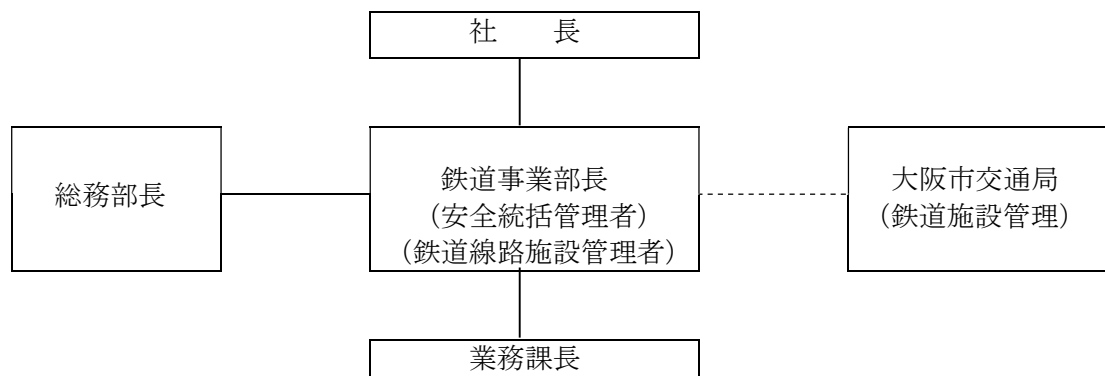 社　　長
総務部長
鉄道事業部長
（安全統括管理者）
（鉄道線路施設管理者）
大阪市交通局
（鉄道施設管理）
業務課長